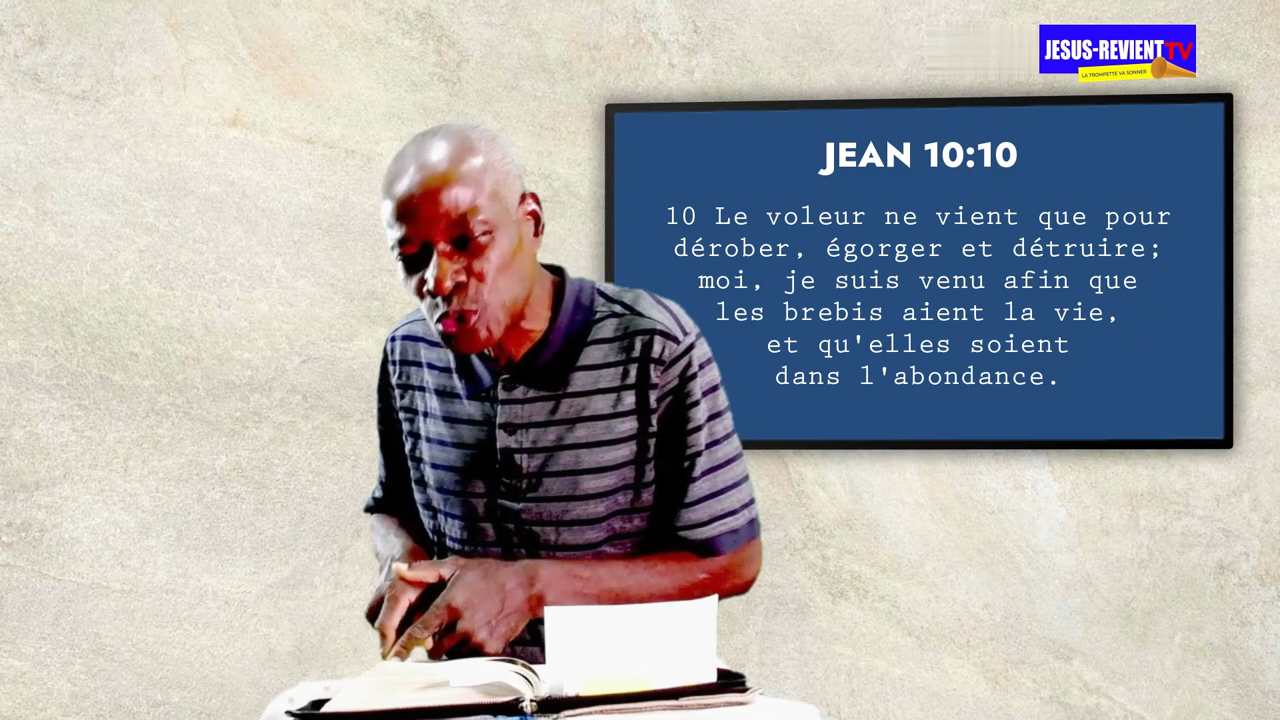 JESUS-REVIENT TV
LA TROMPETTE VA SONNER
JEAN 10:10
10 Le voleur ne vient que pour
dérober, égorger et détruire;
moi, je suis venu afin que
les brebis aient la vie,
et qu'elles soient
dans l'abondance.